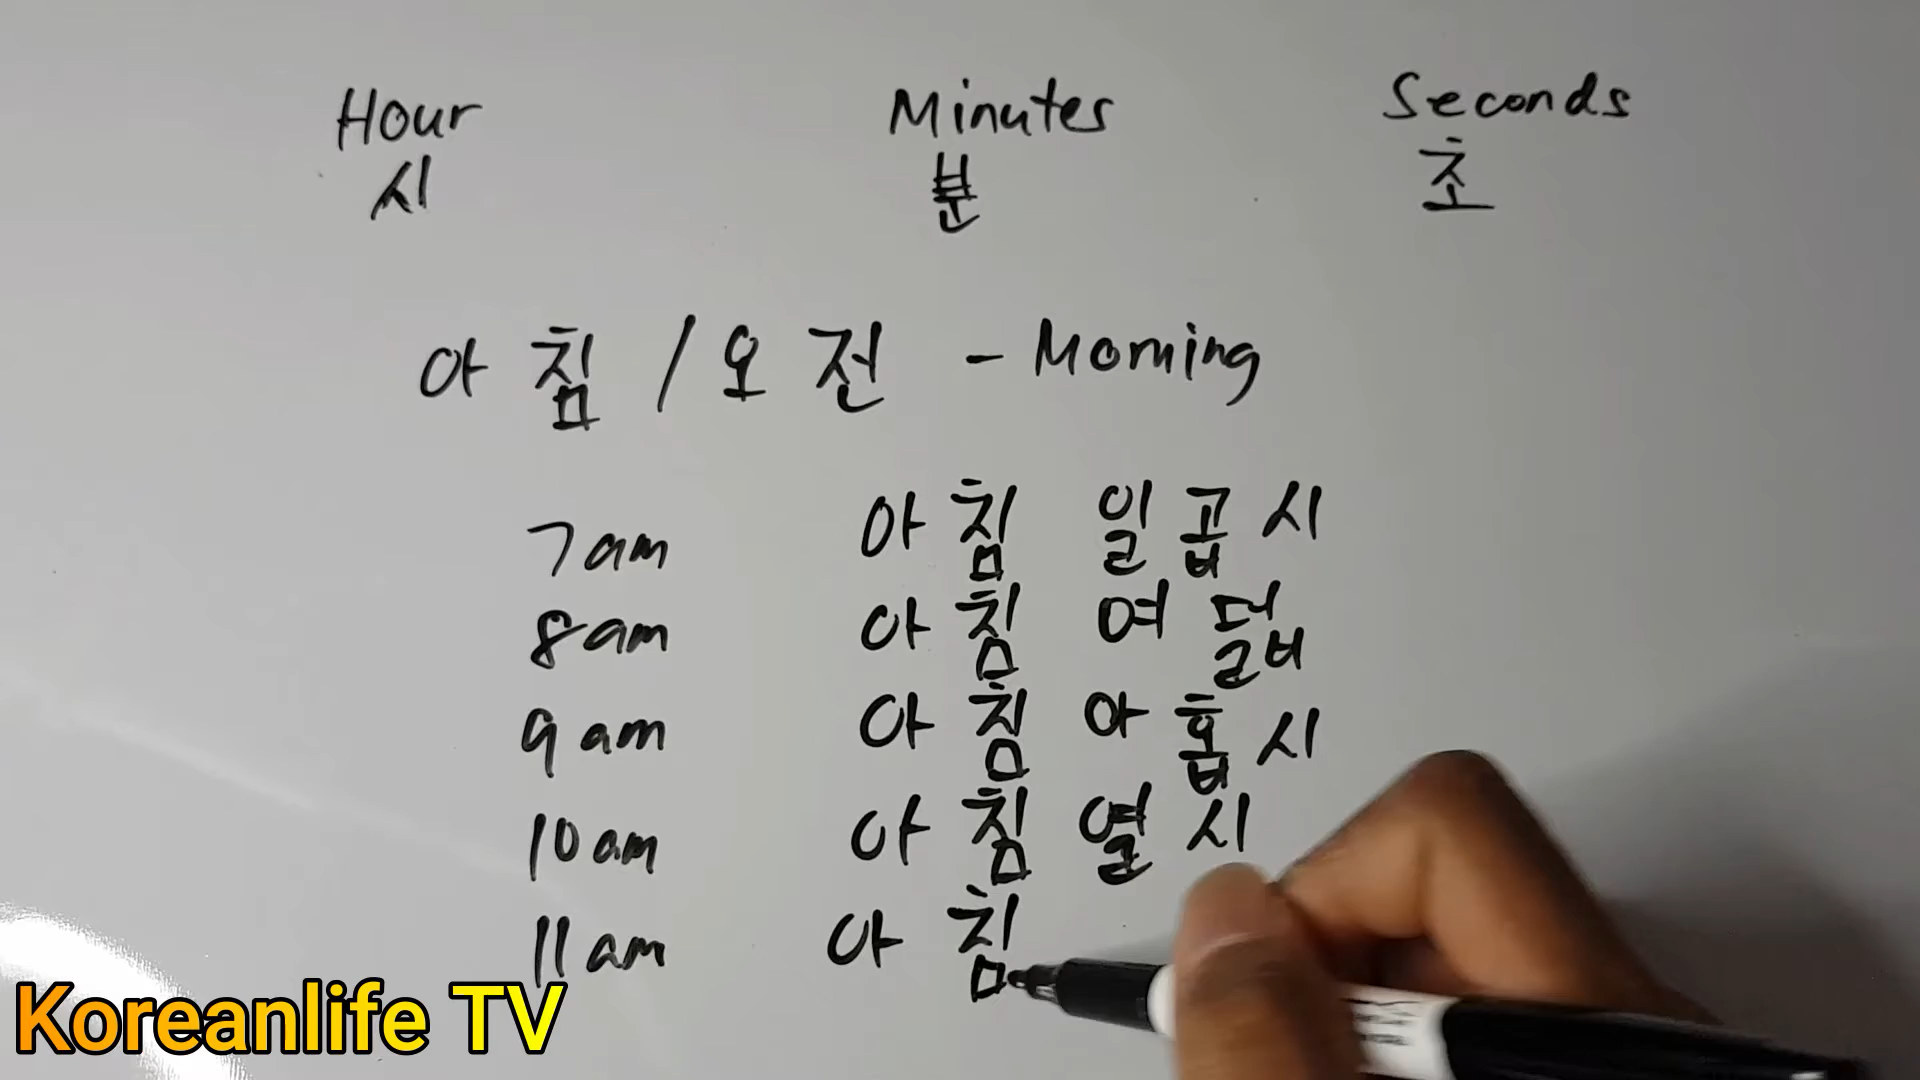 Hour Minutes Seconds
시 분 초
아침 / 오전 - Morning
7am 아침 일곱시
8am 아침 여덟
9am 아침 아홉시
10am 아침 열시
11am 아침
Koreanlife TV